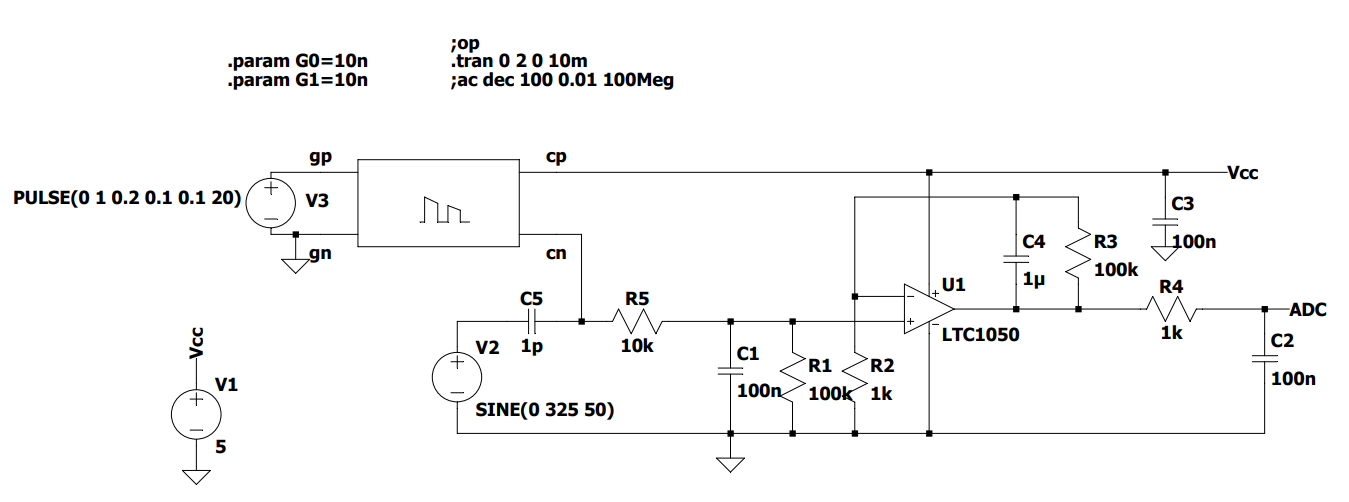 ;op
.param G0=10n
.tran 0 2 0 10m
.param G1=10n
;ac dec 100 0.01 100Meg
gp
cp
Vcc
PULSE(0 1 0.2 0.1 0.1 20)
V3
C3
100n
gn
cn
C4
1µ
R3
100k
U1
+
−
LTC1050
R4
1k
ADC
C5
1p
R5
10k
Vcc
V2
C1
100n
R1
100k
R2
1k
C2
100n
V1
5
SINE(0 325 50)